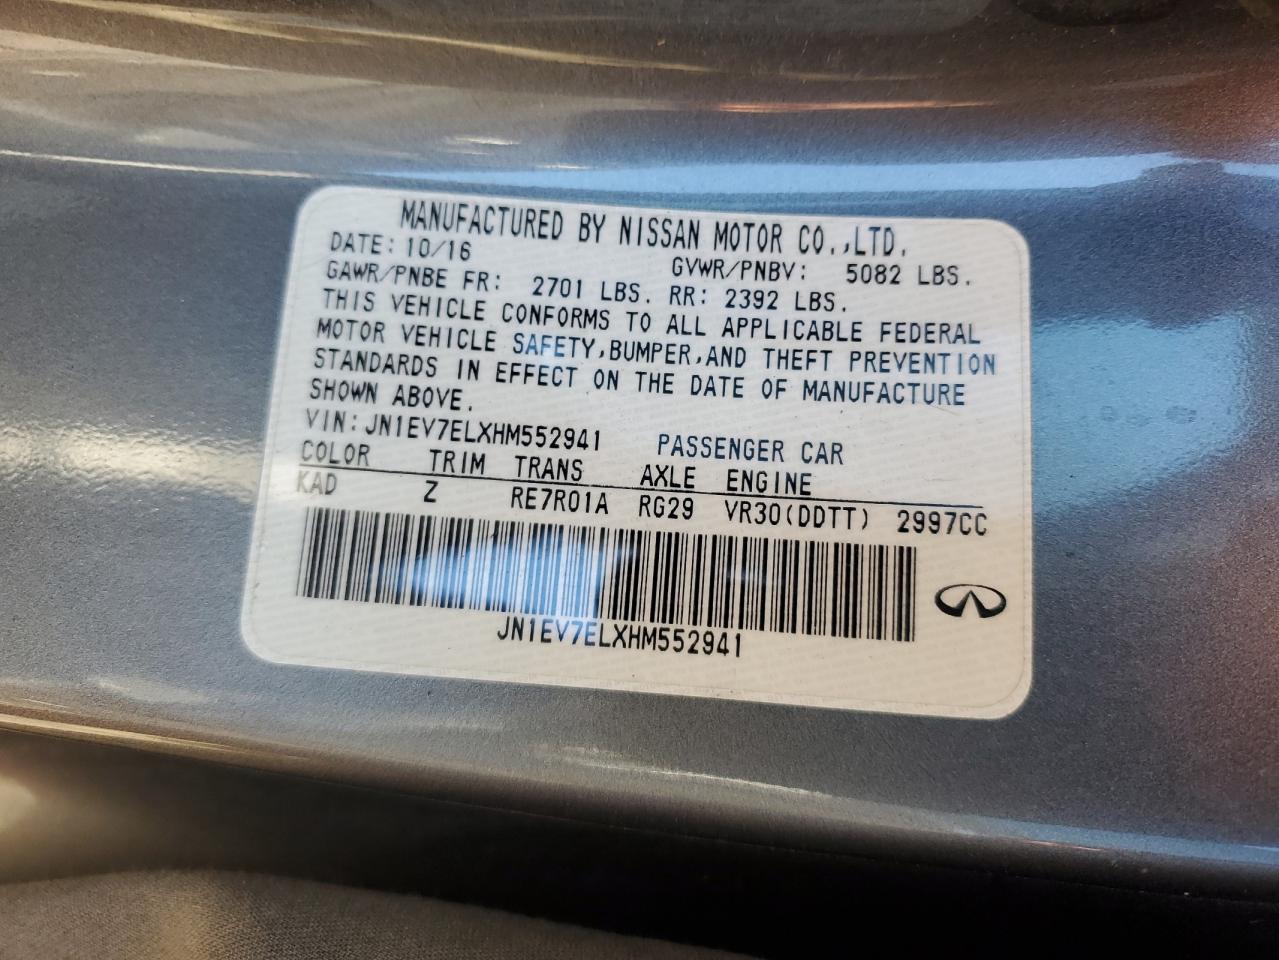 MANUFACTURED BY NISSAN MOTOR CO.,LTD.
DATE: 10/16 GVWR/PNBV: 5082 LBS.
GAWR/PNBE FR: 2701 LBS. RR: 2392 LBS.
THIS VEHICLE CONFORMS TO ALL APPLICABLE FEDERAL
MOTOR VEHICLE SAFETY,BUMPER,AND THEFT PREVENTION
STANDARDS IN EFFECT ON THE DATE OF MANUFACTURE
SHOWN ABOVE.
VIN:JN1EV7ELXHM552941 PASSENGER CAR
COLOR TRIM TRANS AXLE ENGINE
KAD Z RE7R01A RG29 VR30(DDTT) 2997CC
JN1EV7ELXHM552941